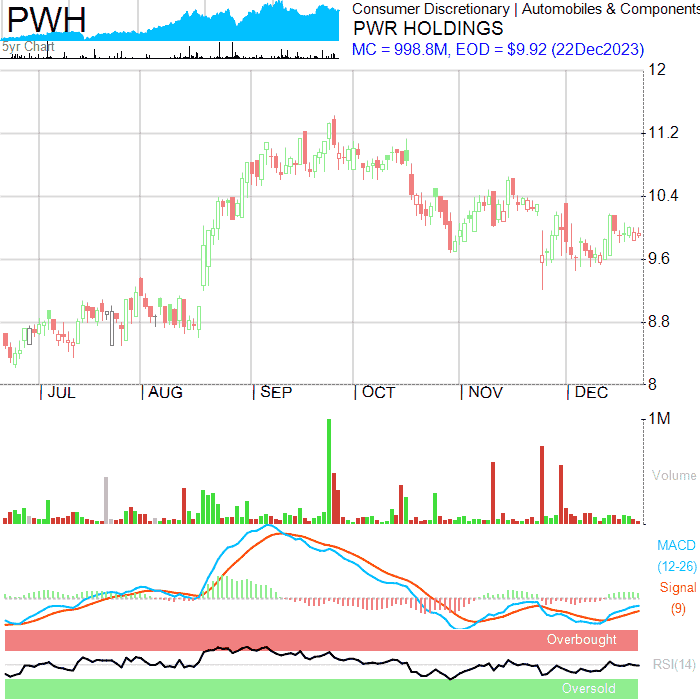 PWH
5yr Chart
Consumer Discretionary | Automobiles & Components
PWR HOLDINGS
MC = 998.8M, EOD = $9.92 (22Dec2023)
12
11.2
10.4
9.6
8.8
8
JUL
AUG
SEP
OCT
NOV
DEC
1M
Volume
MACD
(12-26)
Signal
(9)
Overbought
RSI(14)
Oversold